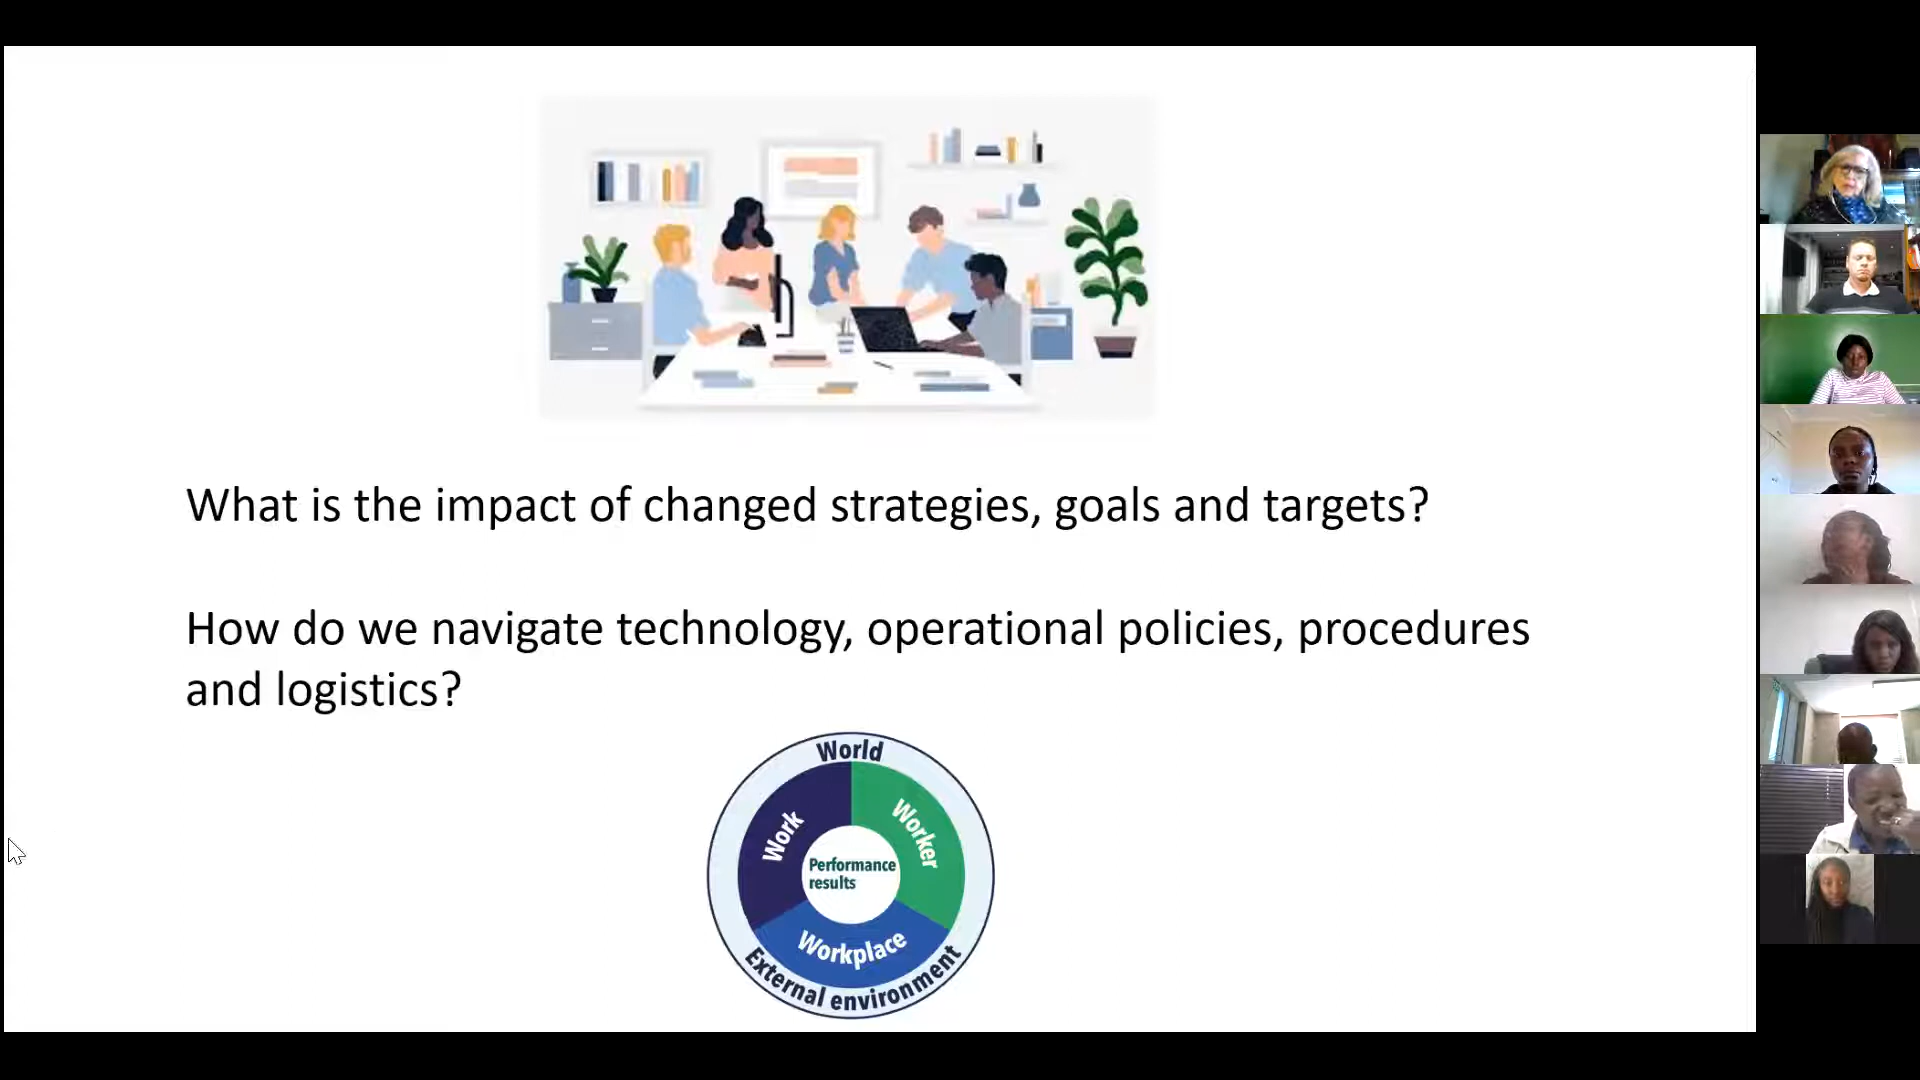 What is the impact of changed strategies, goals and targets?
How do we navigate technology, operational policies, procedures
and logistics?
World
Work
Worker
Performance
results
Workplace
External environment